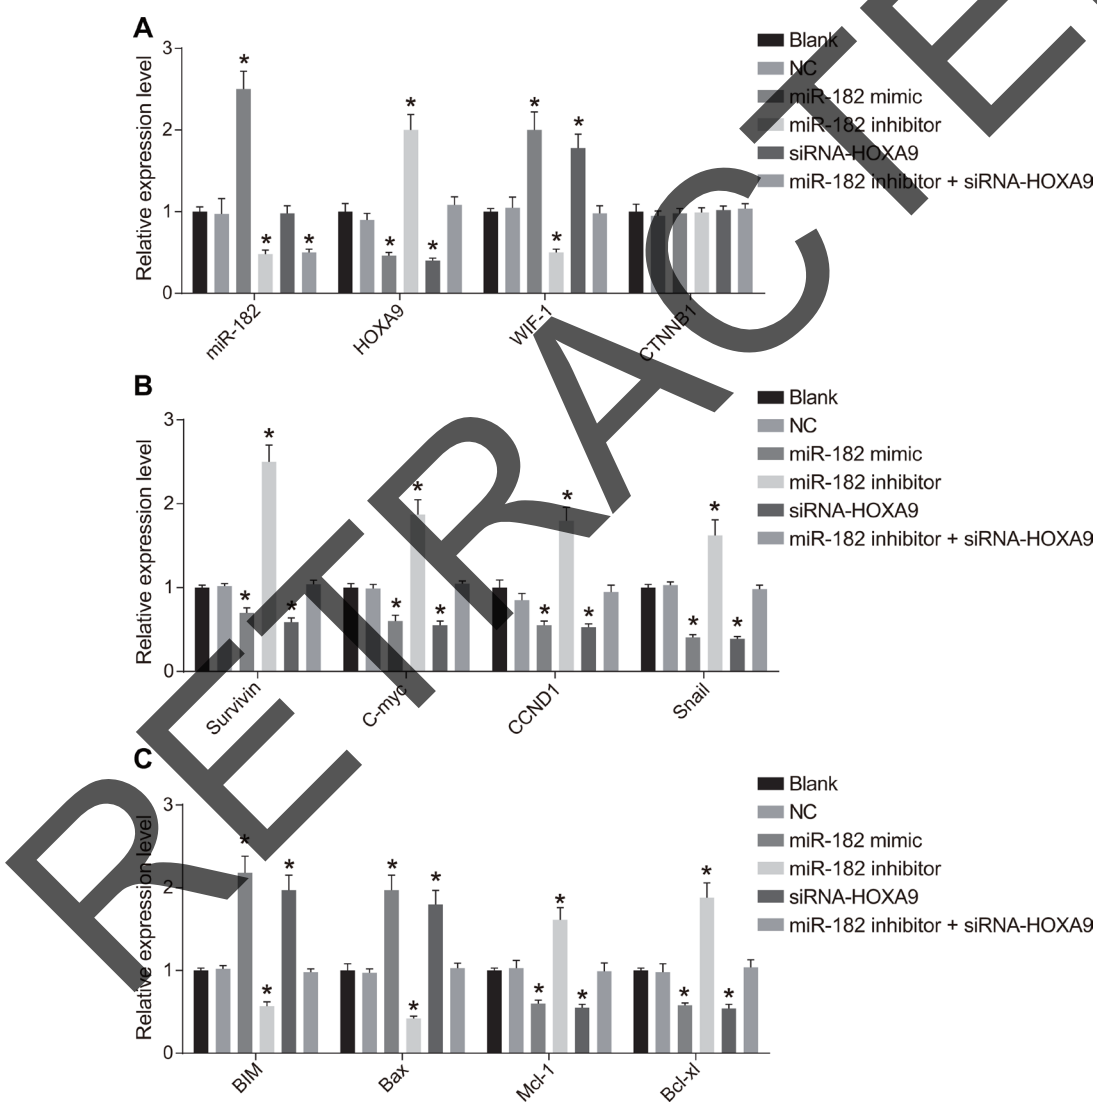 A
Relative expression level
3
2
1
0
* * * * * * * * *
miR-182
HOXA9
WIF-1
CTNNB1
Blank
NC
miR-182 mimic
miR-182 inhibitor
siRNA-HOXA9
miR-182 inhibitor + siRNA-HOXA9
B
Relative expression level
3
2
1
0
* * * * * * * * * * * *
Survivin
C-myc
CCND1
Snail
Blank
NC
miR-182 mimic
miR-182 inhibitor
siRNA-HOXA9
miR-182 inhibitor + siRNA-HOXA9
C
Relative expression level
3
2
1
0
* * * * * * * * * * * *
BIM
Bax
Mcl-1
Bcl-xl
Blank
NC
miR-182 mimic
miR-182 inhibitor
siRNA-HOXA9
miR-182 inhibitor + siRNA-HOXA9
RETRACTE